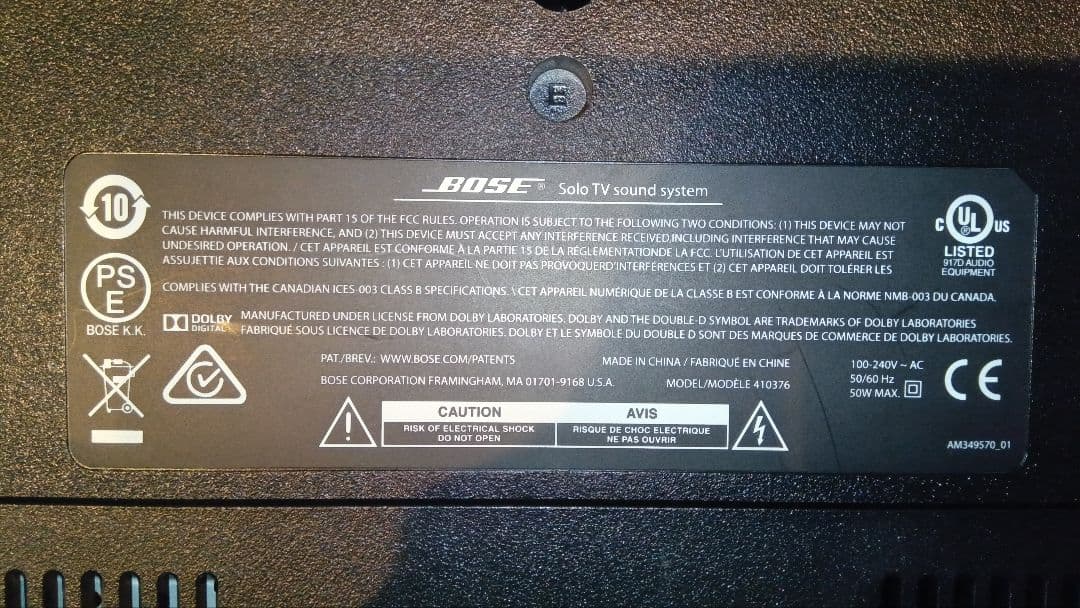 BOSE® Solo TV sound system
10
THIS DEVICE COMPLIES WITH PART 15 OF THE FCC RULES. OPERATION IS SUBJECT TO THE FOLLOWING TWO CONDITIONS: (1) THIS DEVICE MAY NOT
CAUSE HARMFUL INTERFERENCE, AND (2) THIS DEVICE MUST ACCEPT ANY INTERFERENCE RECEIVED,INCLUDING INTERFERENCE THAT MAY CAUSE
UNDESIRED OPERATION. / CET APPAREIL EST CONFORME À LA PARTIE 15 DE LA RÉGLEMENTATIONDE LA FCC. L'UTILISATION DE CET APPAREIL EST
ASSUJETTIE AUX CONDITIONS SUIVANTES : (1) CET APPAREIL NE DOIT PAS PROVOQUERD'INTERFÉRENCES ET (2) CET APPAREIL DOIT TOLÉRER LES
C UL US
LISTED
917D AUDIO
EQUIPMENT
PS
E
BOSE K.K.
COMPLIES WITH THE CANADIAN ICES-003 CLASS B SPECIFICATIONS. \ CET APPAREIL NUMÉRIQUE DE LA CLASSE B EST CONFORME À LA NORME NMB-003 DU CANADA.
DOLBY
DIGITAL
MANUFACTURED UNDER LICENSE FROM DOLBY LABORATORIES. DOLBY AND THE DOUBLE-D SYMBOL ARE TRADEMARKS OF DOLBY LABORATORIES
FABRIQUÉ SOUS LICENCE DE DOLBY LABORATORIES. DOLBY ET LE SYMBOLE DU DOUBLE D SONT DES MARQUES DE COMMERCE DE DOLBY LABORATORIES.
PAT./BREV.: WWW.BOSE.COM/PATENTS
MADE IN CHINA / FABRIQUÉ EN CHINE
BOSE CORPORATION FRAMINGHAM, MA 01701-9168 U.S.A.
MODEL/MODÈLE 410376
100-240V ~ AC
50/60 Hz
50W MAX.
CE
CAUTION
RISK OF ELECTRICAL SHOCK
DO NOT OPEN
AVIS
RISQUE DE CHOC ELECTRIQUE
NE PAS OUVRIR
AM349570_01